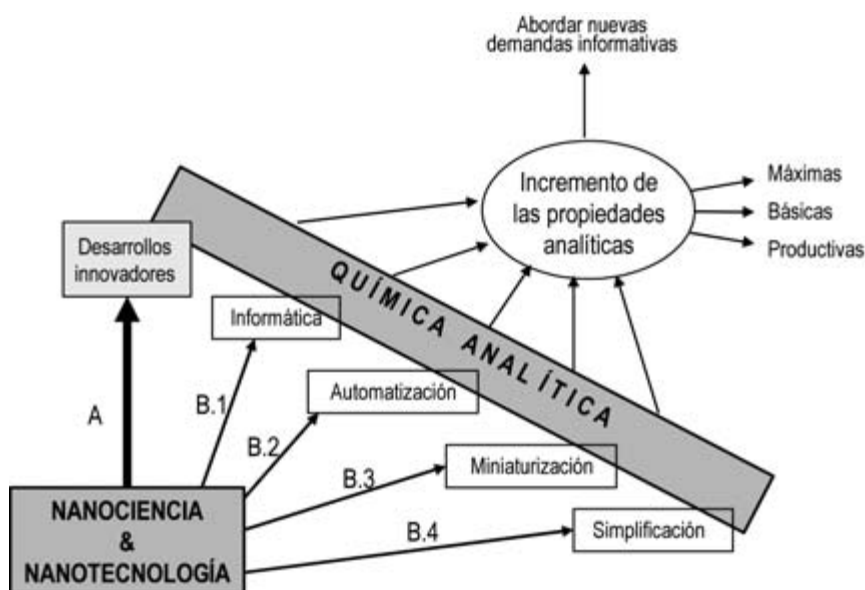 Abordar nuevas
demandas informativas
Incremento de
las propiedades
analíticas
Máximas
Básicas
Productivas
Desarrollos
innovadores
QUÍMICA ANALÍTICA
Informática
Automatización
Miniaturización
Simplificación
A
B.1
B.2
B.3
B.4
NANOCIENCIA
&
NANOTECNOLOGÍA